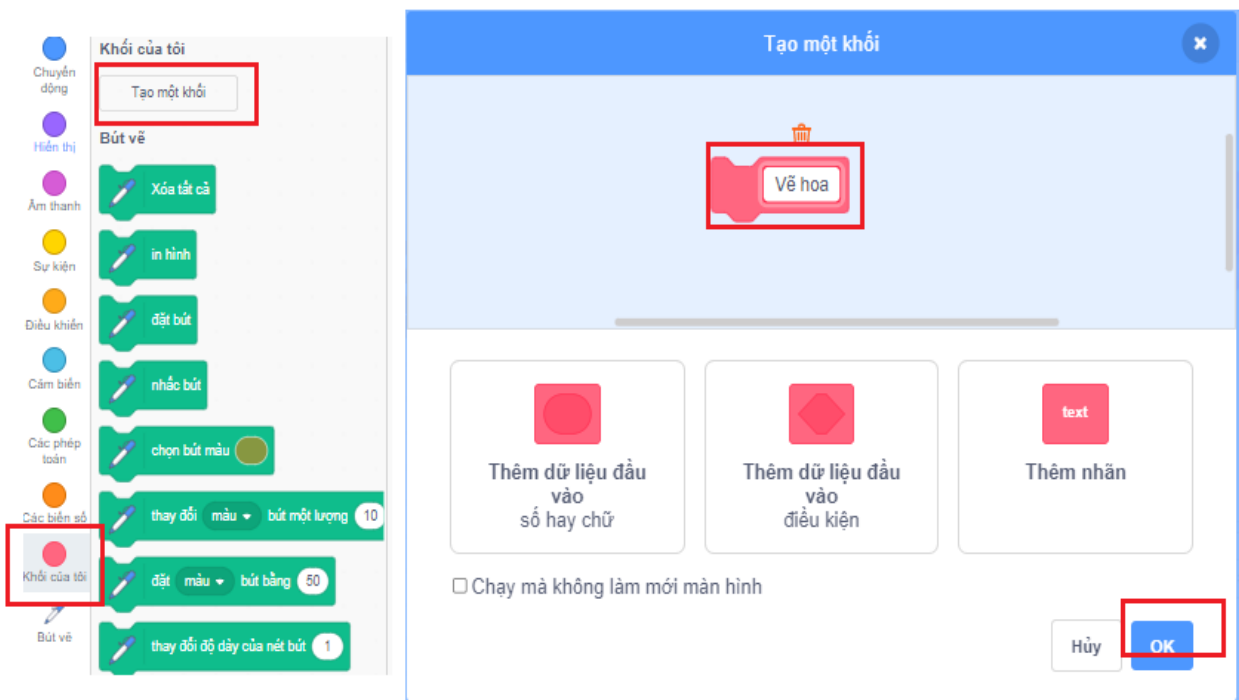 Chuyển
động
Hiển thị
Âm thanh
Sự kiện
Điều khiển
Cảm biến
Các phép
toán
Các biến số
Khối của tôi
Bút vẽ
Khối của tôi
Tạo một khối
Bút vẽ
Xóa tất cả
in hình
đặt bút
nhấc bút
chọn bút màu
thay đổi màu bút một lượng 10
đặt màu bút bằng 50
thay đổi độ dày của nét bút 1
Tạo một khối
Vẽ hoa
Thêm dữ liệu đầu
vào
số hay chữ
Thêm dữ liệu đầu
vào
điều kiện
text
Thêm nhãn
Chạy mà không làm mới màn hình
Hủy
OK